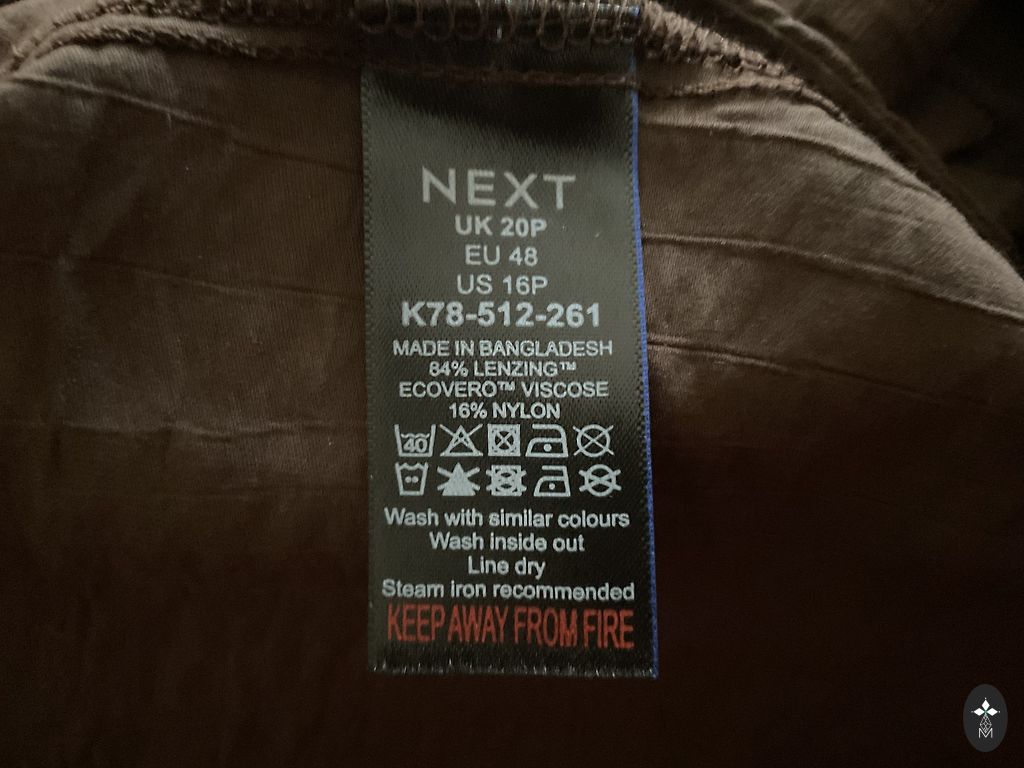 NEXT
UK 20P
EU 48
US 16P
K78-512-261
MADE IN BANGLADESH
84% LENZING™
ECOVERO™ VISCOSE
16% NYLON
40
Wash with similar colours
Wash inside out
Line dry
Steam iron recommended
KEEP AWAY FROM FIRE
M